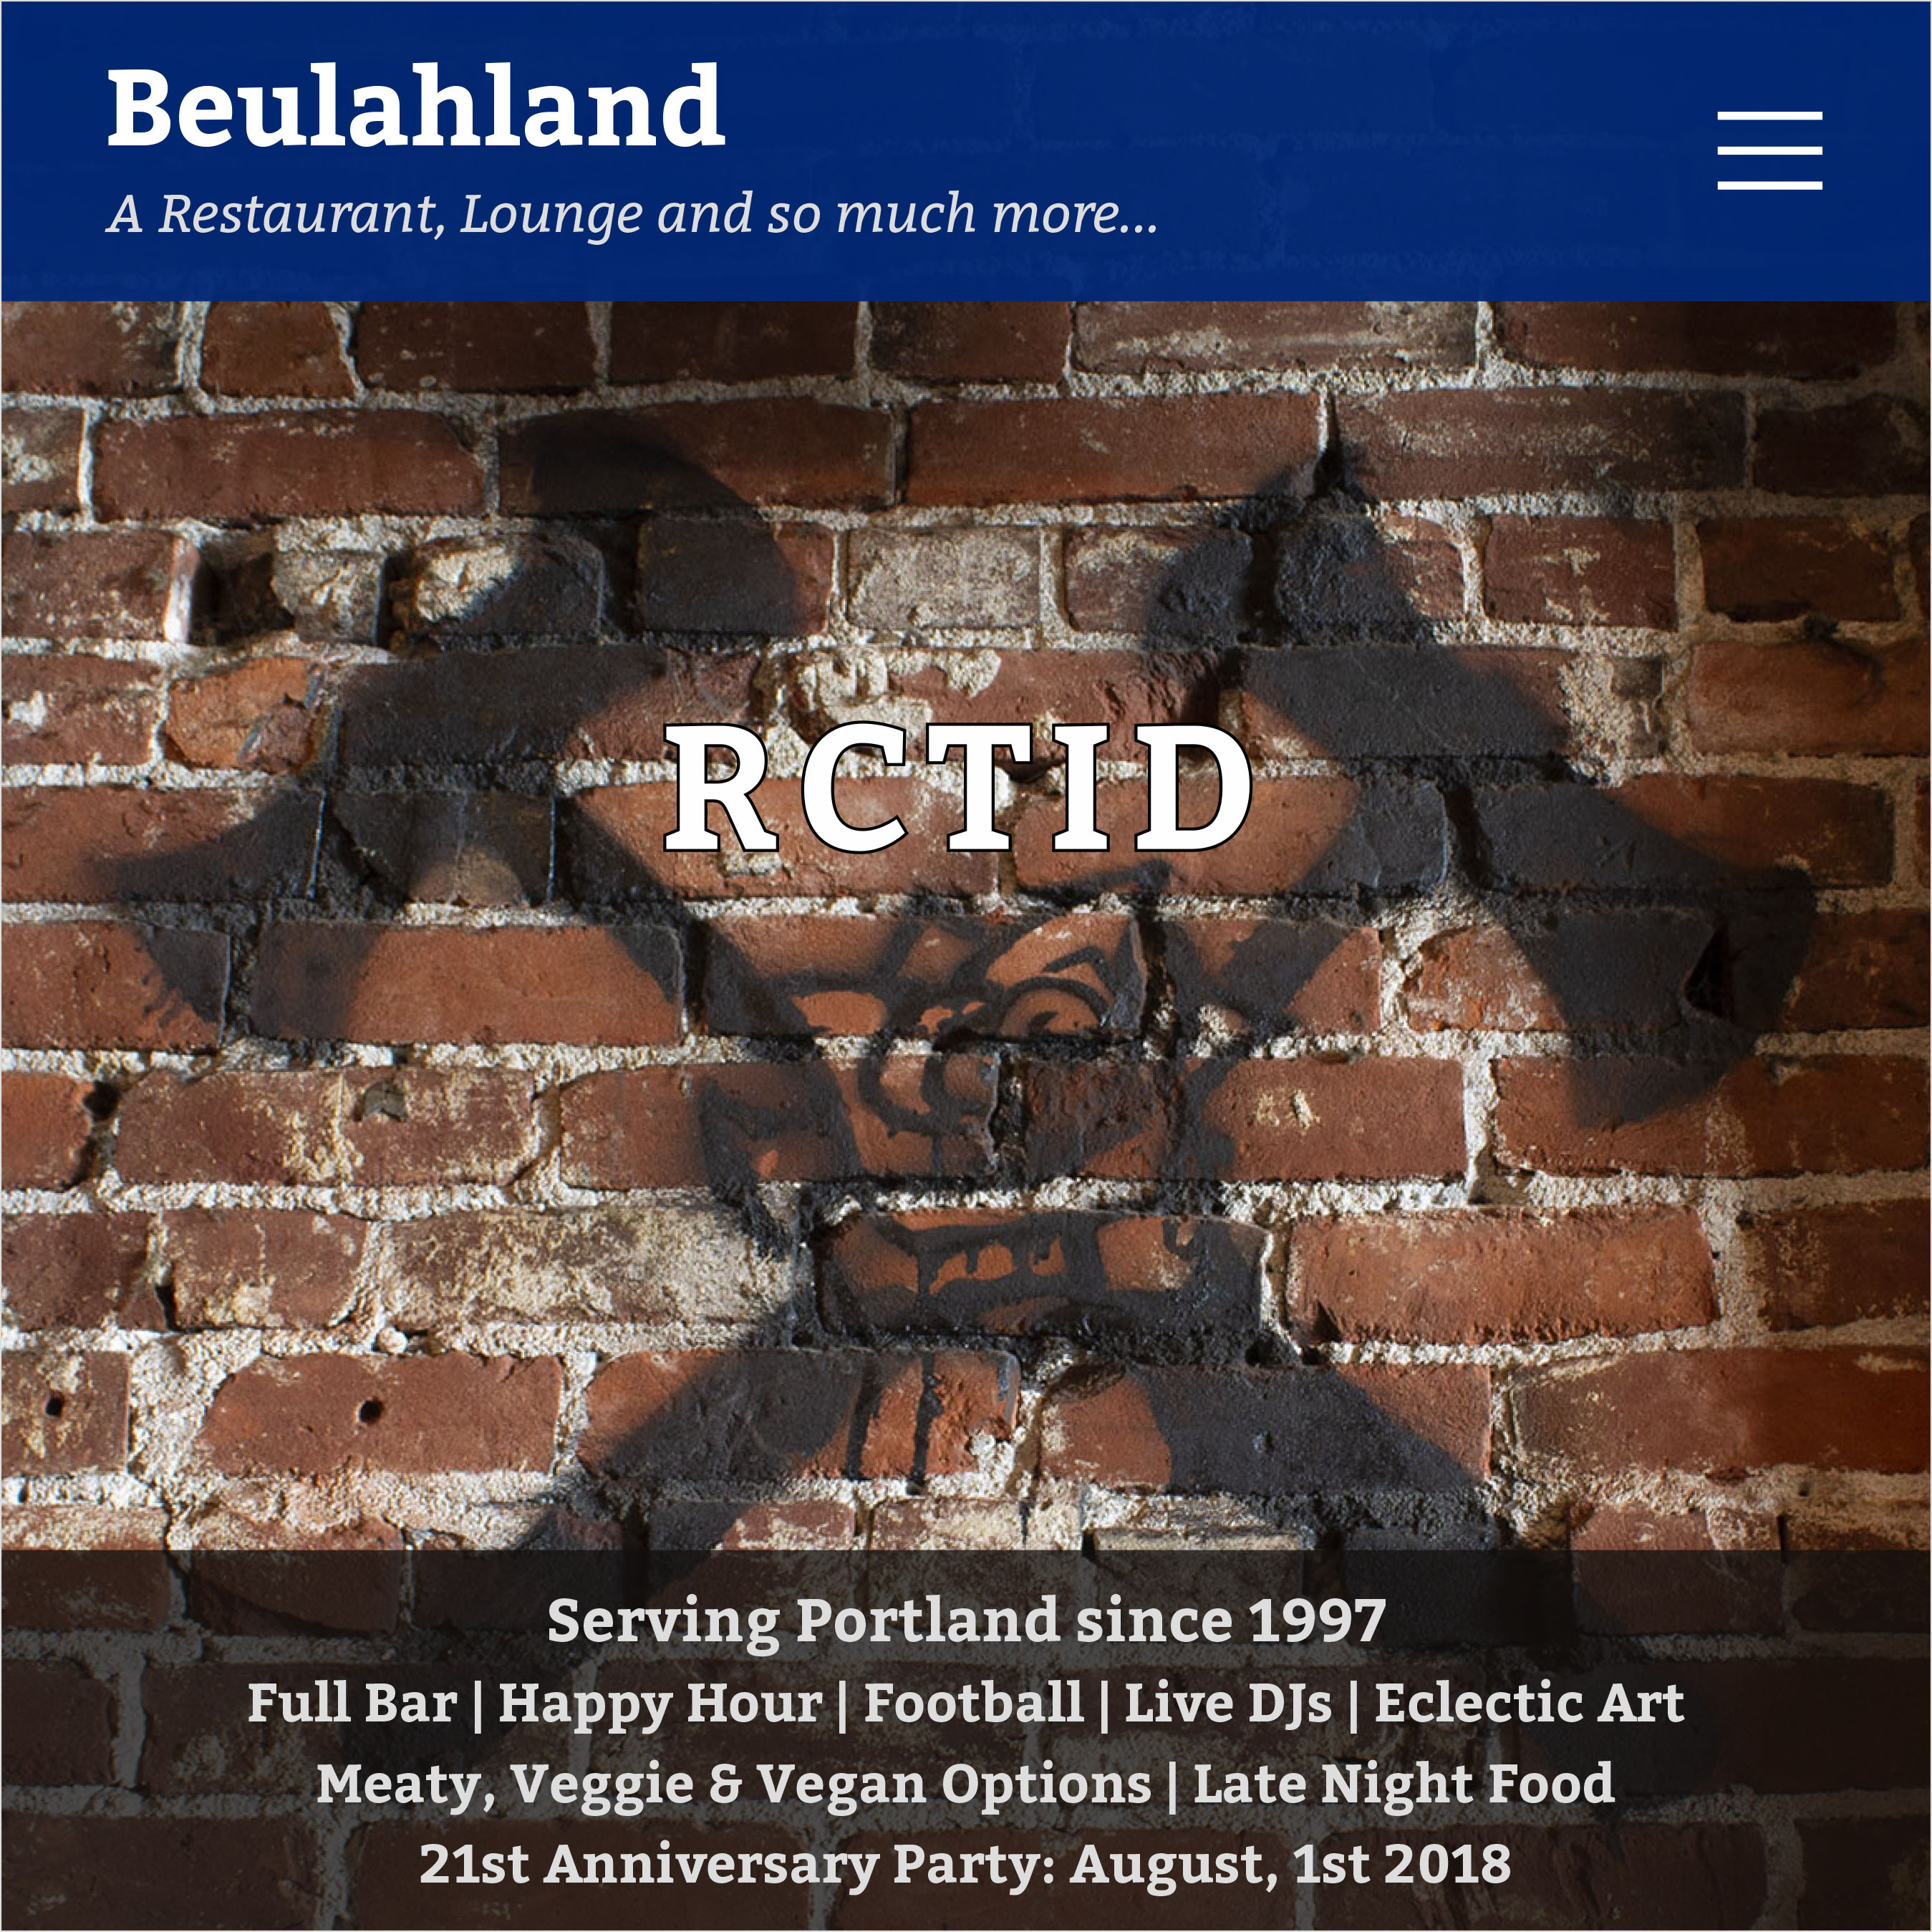 Beulahland
A Restaurant, Lounge and so much more...
RCTID
Serving Portland since 1997
Full Bar | Happy Hour | Football | Live DJs | Eclectic Art
Meaty, Veggie & Vegan Options | Late Night Food
21st Anniversary Party: August, 1st 2018